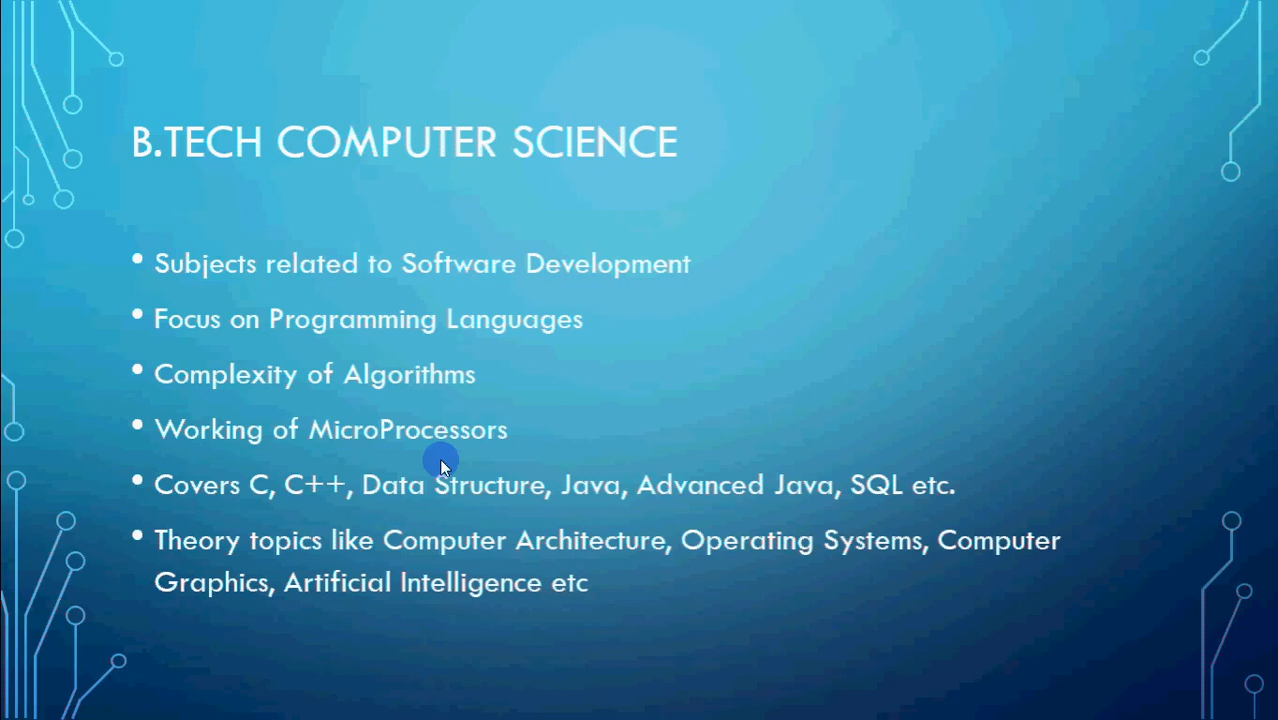 B.TECH COMPUTER SCIENCE
• Subjects related to Software Development
• Focus on Programming Languages
• Complexity of Algorithms
• Working of MicroProcessors
• Covers C, C++, Data Structure, Java, Advanced Java, SQL etc.
• Theory topics like Computer Architecture, Operating Systems, Computer
Graphics, Artificial Intelligence etc